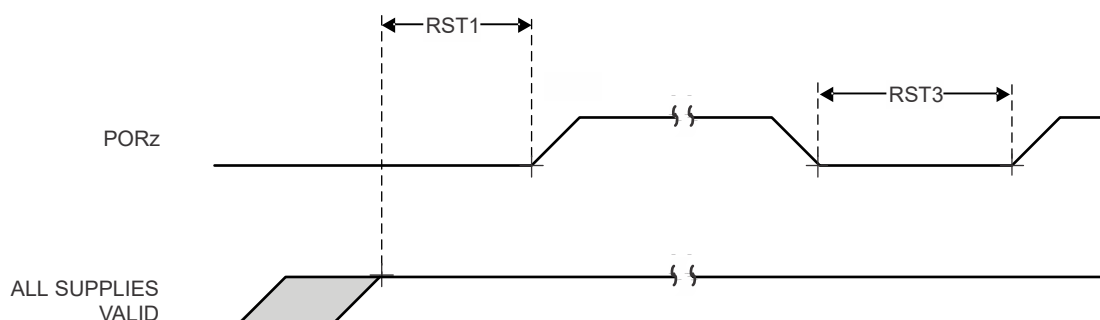 RST1
RST3
PORz
ALL SUPPLIES
VALID